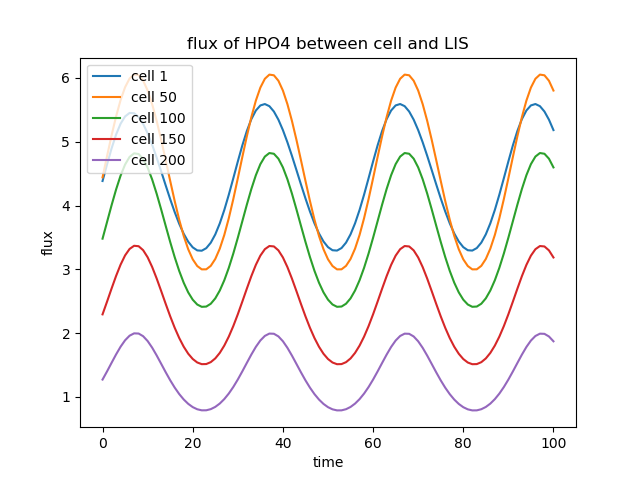 flux of HPO4 between cell and LIS
cell 1
cell 50
cell 100
cell 150
cell 200
flux
6
5
4
3
2
1
0 20 40 60 80 100
time